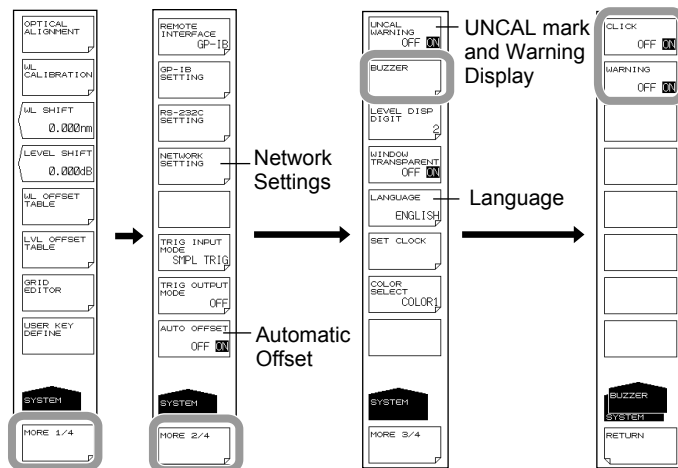 OPTICAL
ALIGNMENT
WL
CALIBRATION
WL SHIFT
0.000nm
LEVEL SHIFT
0.000dB
WL OFFSET
TABLE
LVL OFFSET
TABLE
GRID
EDITOR
USER KEY
DEFINE
SYSTEM
MORE 1/4
REMOTE
INTERFACE
GP-IB
GP-IB
SETTING
RS-232C
SETTING
NETWORK
SETTING
Network
Settings
TRIG INPUT
MODE
SMPL TRIG
TRIG OUTPUT
MODE
OFF
AUTO OFFSET
OFF ON
Automatic
Offset
SYSTEM
MORE 2/4
UNCAL
WARNING
OFF ON
UNCAL mark
and Warning
Display
BUZZER
LEVEL DISP
DIGIT
2
WINDOW
TRANSPARENT
OFF ON
LANGUAGE
ENGLISH
Language
SET CLOCK
COLOR
SELECT
COLOR1
SYSTEM
MORE 3/4
CLICK
OFF ON
WARNING
OFF ON
BUZZER
SYSTEM
RETURN